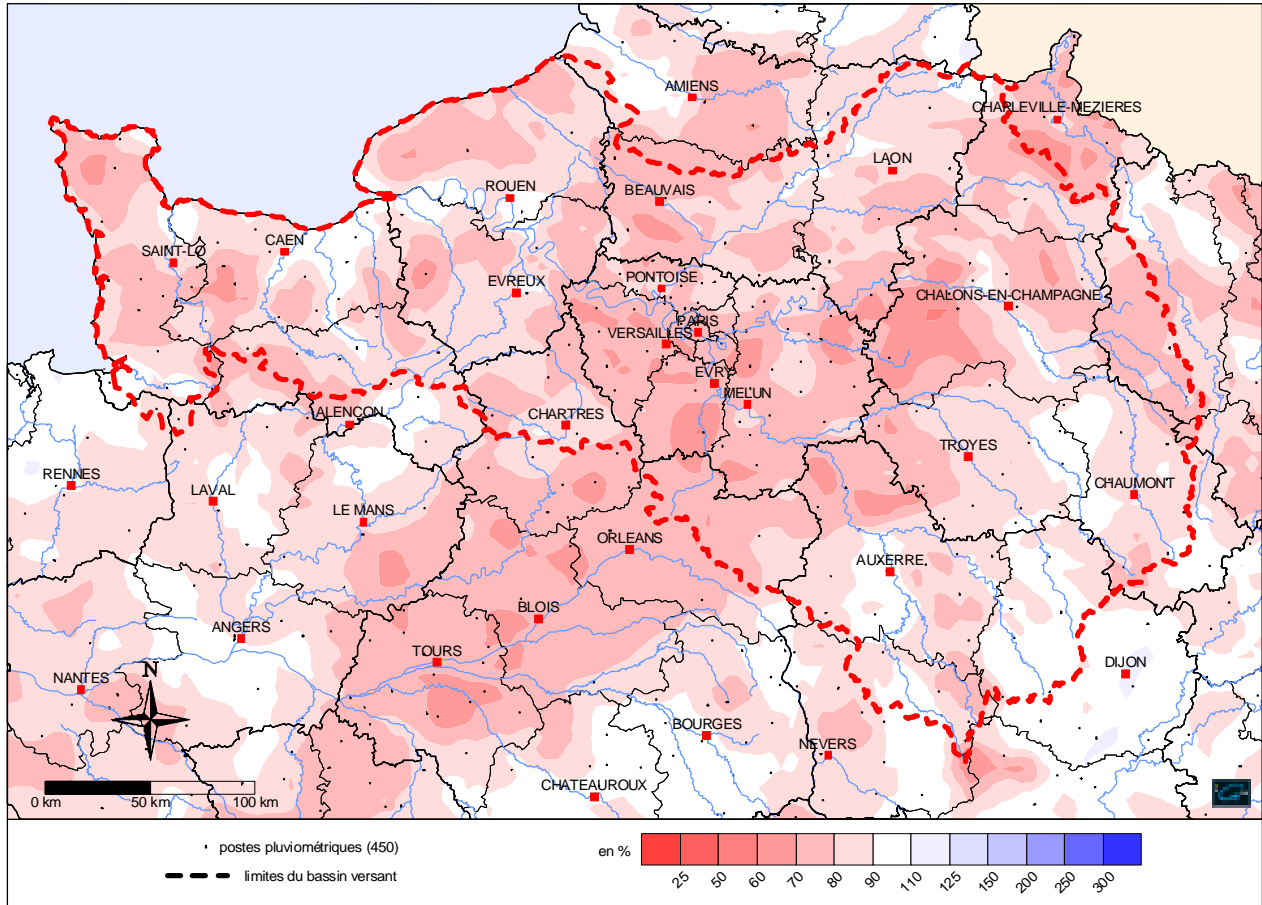 AMIENS
CHARLEVILLE-MEZIERES
LAON
ROUEN
BEAUVAIS
CAEN
SAINT-LO
PONTOISE
EVREUX
CHALONS-EN-CHAMPAGNE
PARIS
VERSAILLES
EVRY
MELUN
ALENCON
CHARTRES
TROYES
RENNES
CHAUMONT
LAVAL
LE MANS
ORLEANS
AUXERRE
BLOIS
ANGERS
TOURS
DIJON
NANTES
N
BOURGES
NEVERS
CHATEAUROUX
0 km 50 km 100 km
postes pluviométriques (450)
limites du bassin versant
en %
25 50 60 70 80 90 110 125 150 200 250 300